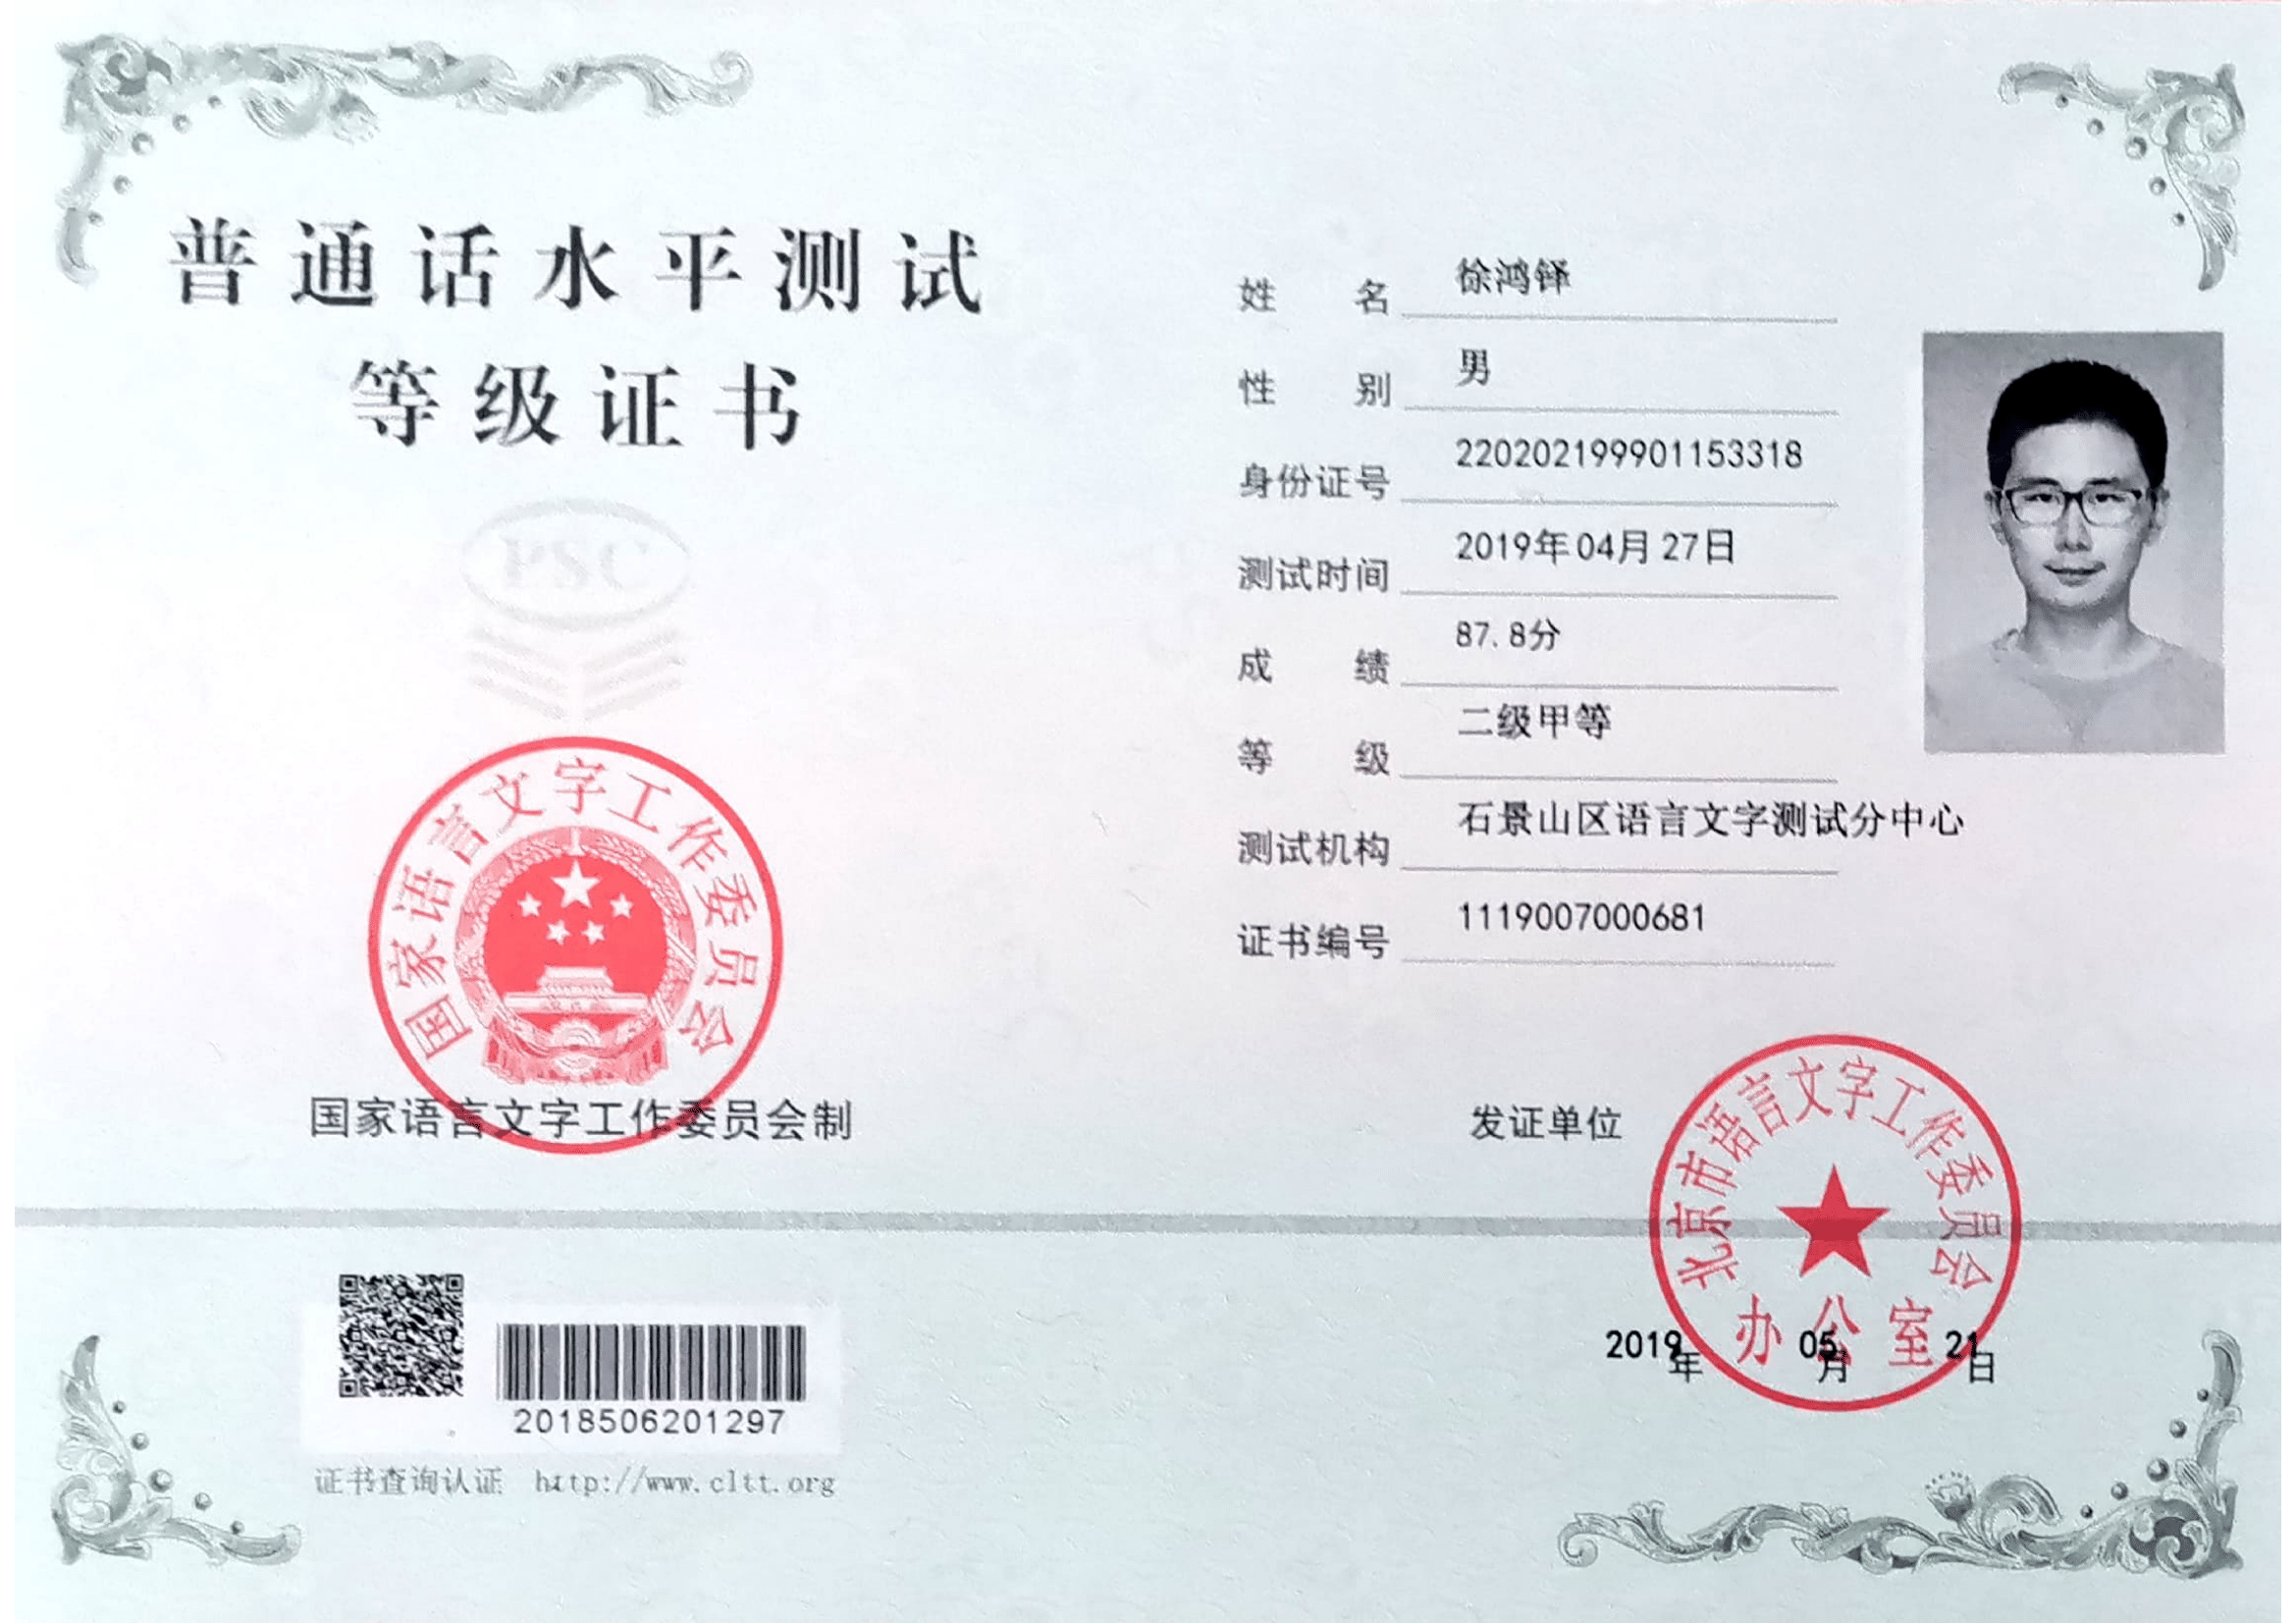 普通话水平测试
等级证书
PSC
国家语言文字工作委员会
国家语言文字工作委员会制
2018506201297
证书查询认证 http://www.cltt.org
姓名 徐鸿铎
性别 男
身份证号 220202199901153318
测试时间 2019年04月27日
成绩 87.8分
等级 二级甲等
测试机构 石景山区语言文字测试分中心
证书编号 1119007000681
发证单位
北京市语言文字工作委员会
办公室
2019年 05月 21日